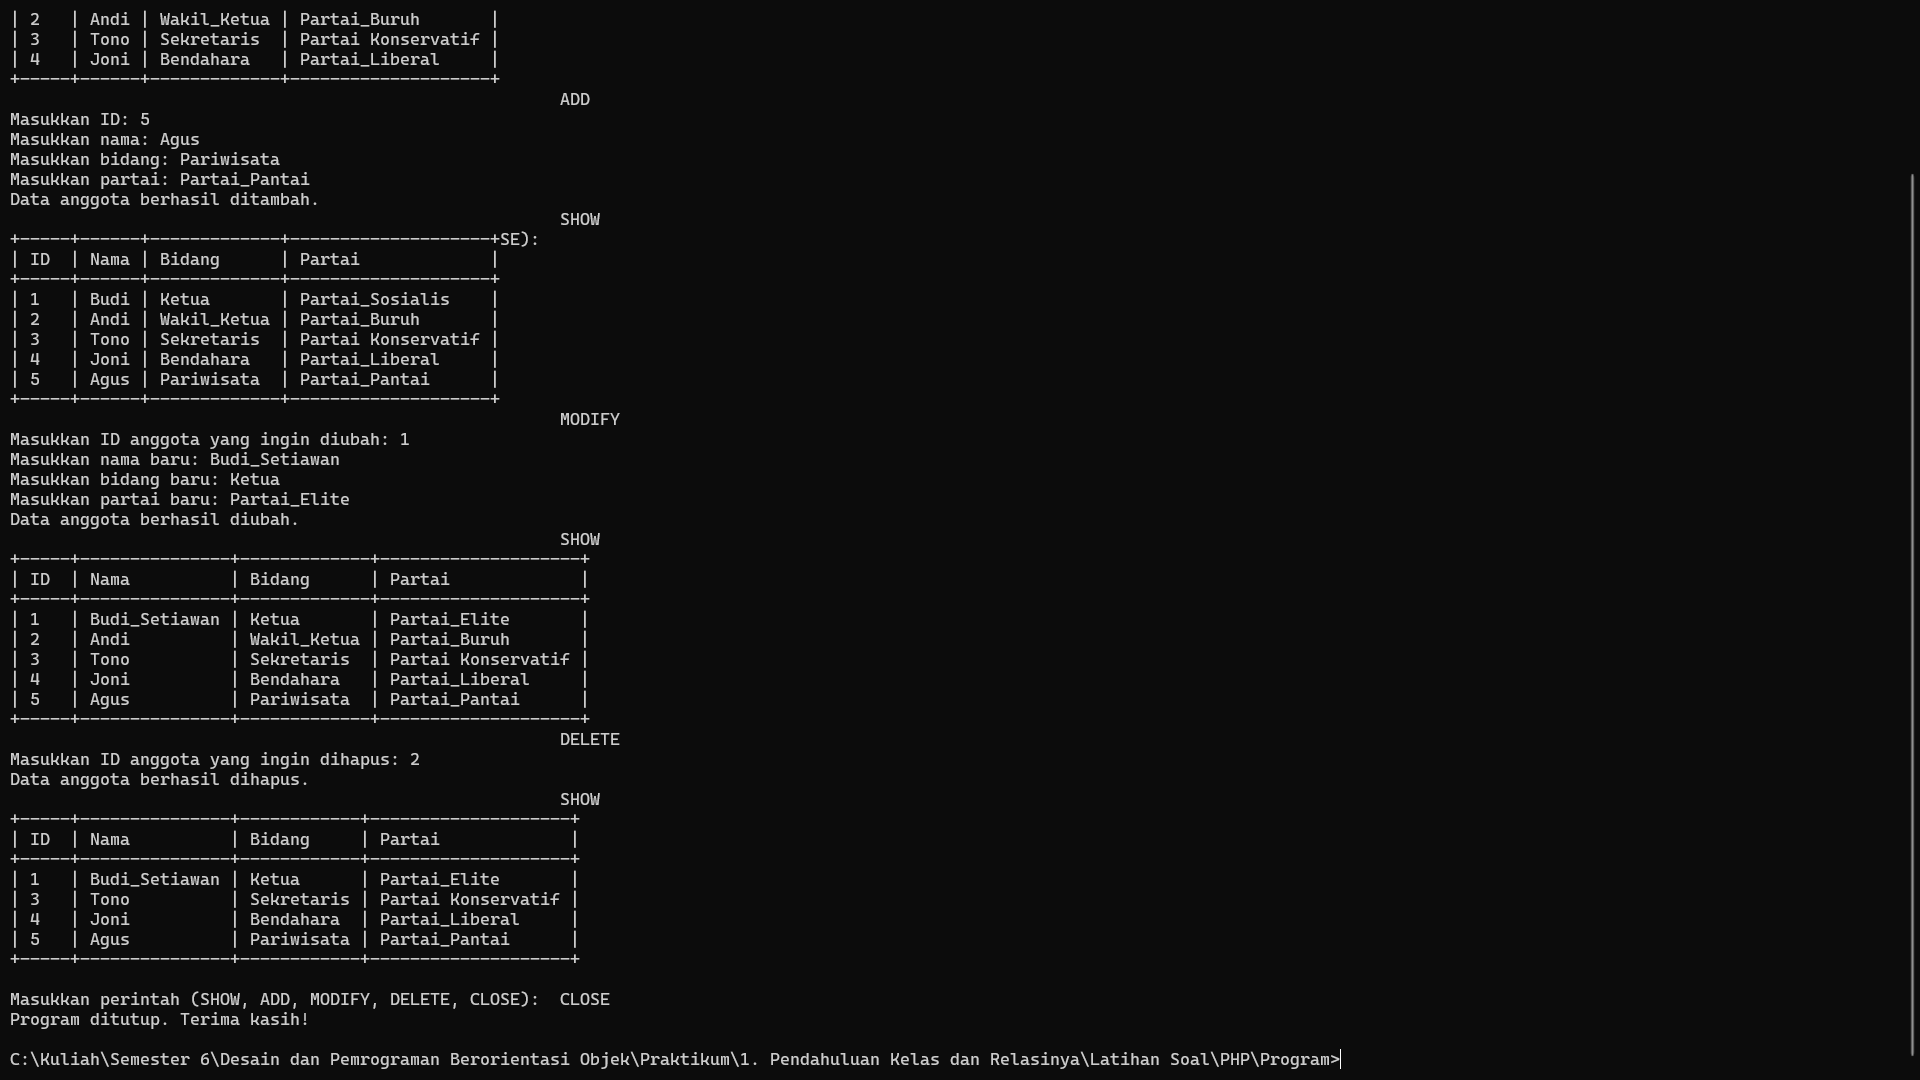 | 2   | Andi | Wakil_Ketua | Partai_Buruh       |
| 3   | Tono | Sekretaris  | Partai Konservatif |
| 4   | Joni | Bendahara   | Partai_Liberal     |
+-----+------+-------------+--------------------+
                                                       ADD
Masukkan ID: 5
Masukkan nama: Agus
Masukkan bidang: Pariwisata
Masukkan partai: Partai_Pantai
Data anggota berhasil ditambah.
                                                       SHOW
+-----+------+-------------+--------------------+SE):
| ID  | Nama | Bidang      | Partai             |
+-----+------+-------------+--------------------+
| 1   | Budi | Ketua       | Partai_Sosialis    |
| 2   | Andi | Wakil_Ketua | Partai_Buruh       |
| 3   | Tono | Sekretaris  | Partai Konservatif |
| 4   | Joni | Bendahara   | Partai_Liberal     |
| 5   | Agus | Pariwisata  | Partai_Pantai      |
+-----+------+-------------+--------------------+
                                                       MODIFY
Masukkan ID anggota yang ingin diubah: 1
Masukkan nama baru: Budi_Setiawan
Masukkan bidang baru: Ketua
Masukkan partai baru: Partai_Elite
Data anggota berhasil diubah.
                                                       SHOW
+-----+---------------+-------------+--------------------+
| ID  | Nama          | Bidang      | Partai             |
+-----+---------------+-------------+--------------------+
| 1   | Budi_Setiawan | Ketua       | Partai_Elite       |
| 2   | Andi          | Wakil_Ketua | Partai_Buruh       |
| 3   | Tono          | Sekretaris  | Partai Konservatif |
| 4   | Joni          | Bendahara   | Partai_Liberal     |
| 5   | Agus          | Pariwisata  | Partai_Pantai      |
+-----+---------------+-------------+--------------------+
                                                       DELETE
Masukkan ID anggota yang ingin dihapus: 2
Data anggota berhasil dihapus.
                                                       SHOW
+-----+---------------+------------+--------------------+
| ID  | Nama          | Bidang     | Partai             |
+-----+---------------+------------+--------------------+
| 1   | Budi_Setiawan | Ketua      | Partai_Elite       |
| 3   | Tono          | Sekretaris | Partai Konservatif |
| 4   | Joni          | Bendahara  | Partai_Liberal     |
| 5   | Agus          | Pariwisata | Partai_Pantai      |
+-----+---------------+------------+--------------------+

Masukkan perintah (SHOW, ADD, MODIFY, DELETE, CLOSE):  CLOSE
Program ditutup. Terima kasih!

C:\Kuliah\Semester 6\Desain dan Pemrograman Berorientasi Objek\Praktikum\1. Pendahuluan Kelas dan Relasinya\Latihan Soal\PHP\Program>